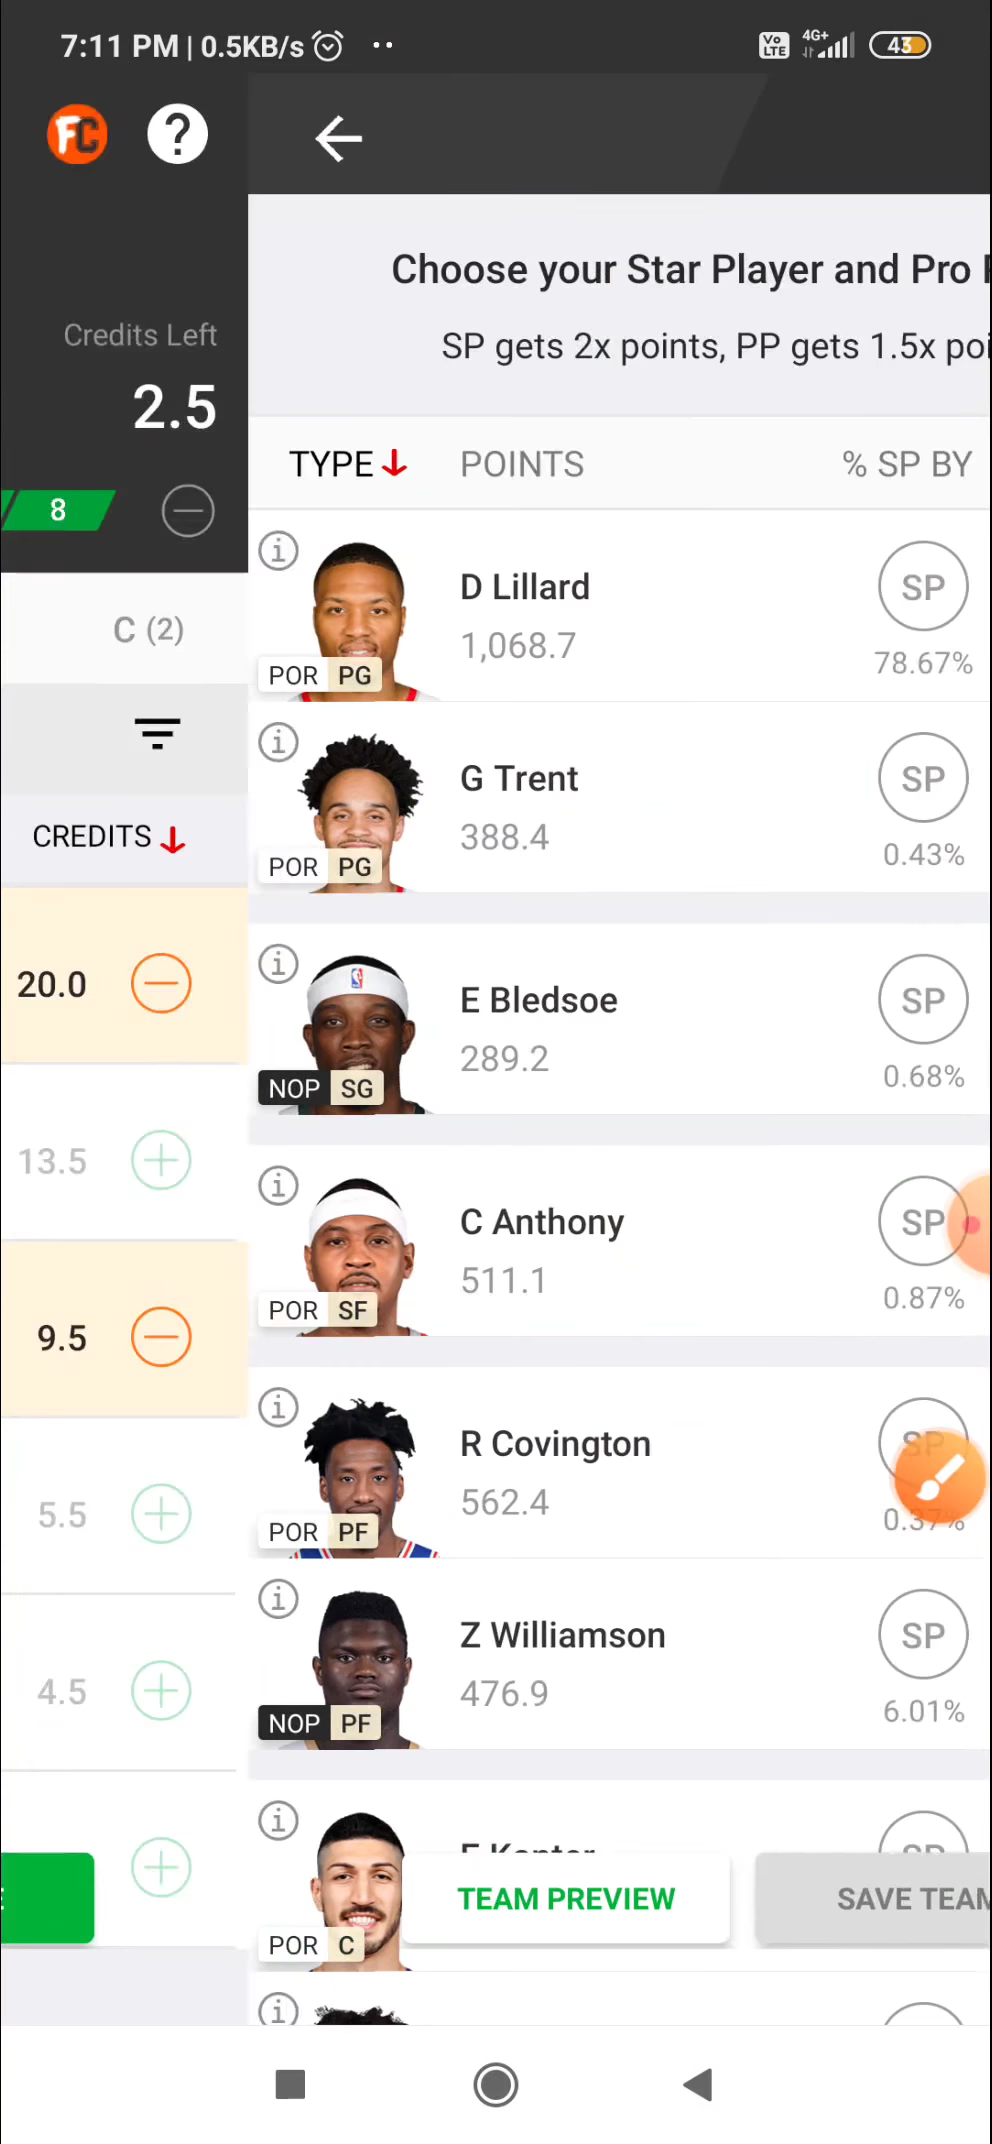 7:11 PM | 0.5KB/s
Vo LTE 4G+ 43
FC ?
Credits Left
2.5
8
C (2)
CREDITS
20.0
13.5
9.5
5.5
4.5
Choose your Star Player and Pro
SP gets 2x points, PP gets 1.5x poi
TYPE POINTS % SP BY
D Lillard SP
1,068.7 78.67%
POR PG
G Trent SP
388.4 0.43%
POR PG
E Bledsoe SP
289.2 0.68%
NOP SG
C Anthony SP
511.1 0.87%
POR SF
R Covington SP
562.4 0.37%
POR PF
Z Williamson SP
476.9 6.01%
NOP PF
POR C
TEAM PREVIEW SAVE TEAM